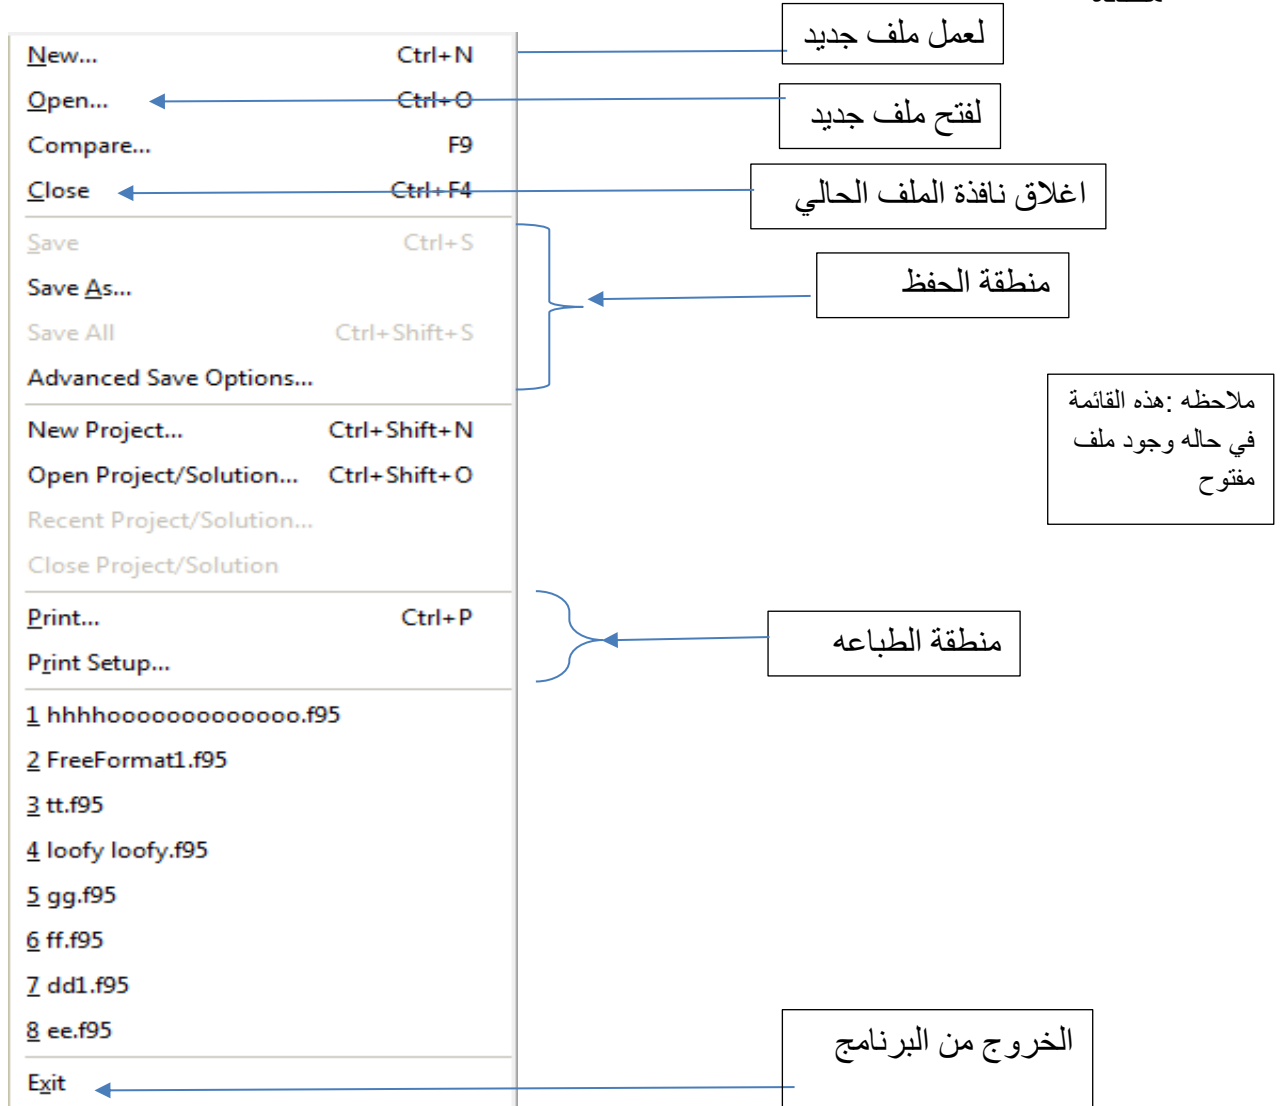 New... Ctrl+N لعمل ملف جديد
Open... Ctrl+O لفتح ملف جديد
Compare... F9
Close Ctrl+F4 اغلاق نافذة الملف الحالي
Save Ctrl+S
Save As... منطقة الحفظ
Save All Ctrl+Shift+S
Advanced Save Options...
ملاحظه :هذه القائمة
في حاله وجود ملف
مفتوح
New Project... Ctrl+Shift+N
Open Project/Solution... Ctrl+Shift+O
Recent Project/Solution...
Close Project/Solution
Print... Ctrl+P منطقة الطباعه
Print Setup...
1 hhhhooooooooooooo.f95
2 FreeFormat1.f95
3 tt.f95
4 loofy loofy.f95
5 gg.f95
6 ff.f95
7 dd1.f95
8 ee.f95
Exit الخروج من البرنامج